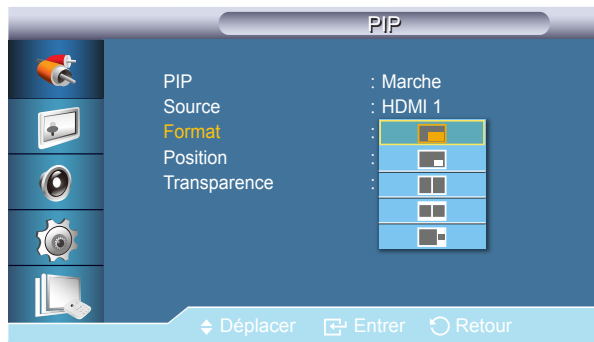 PIP
PIP : Marche
Source : HDMI 1
Format :
Position :
Transparence :
Déplacer Entrer Retour